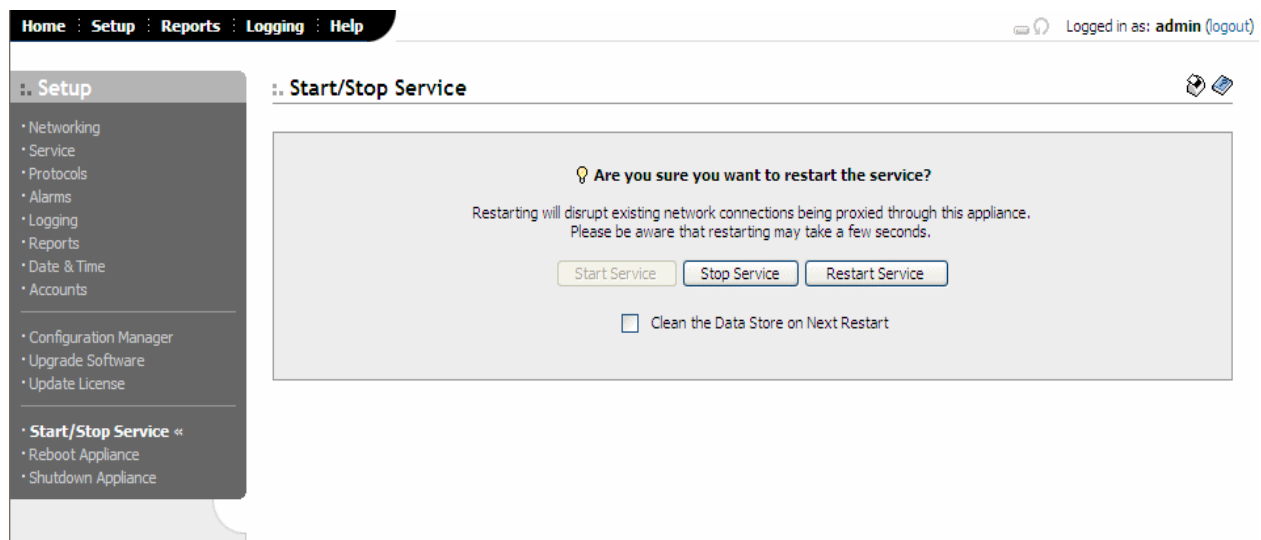 Home Setup Reports Logging Help
Logged in as: admin (logout)
:. Setup
· Networking
· Service
· Protocols
· Alarms
· Logging
· Reports
· Date & Time
· Accounts
· Configuration Manager
· Upgrade Software
· Update License
· Start/Stop Service «
· Reboot Appliance
· Shutdown Appliance
:. Start/Stop Service
Are you sure you want to restart the service?
Restarting will disrupt existing network connections being proxied through this appliance.
Please be aware that restarting may take a few seconds.
Start Service Stop Service Restart Service
Clean the Data Store on Next Restart